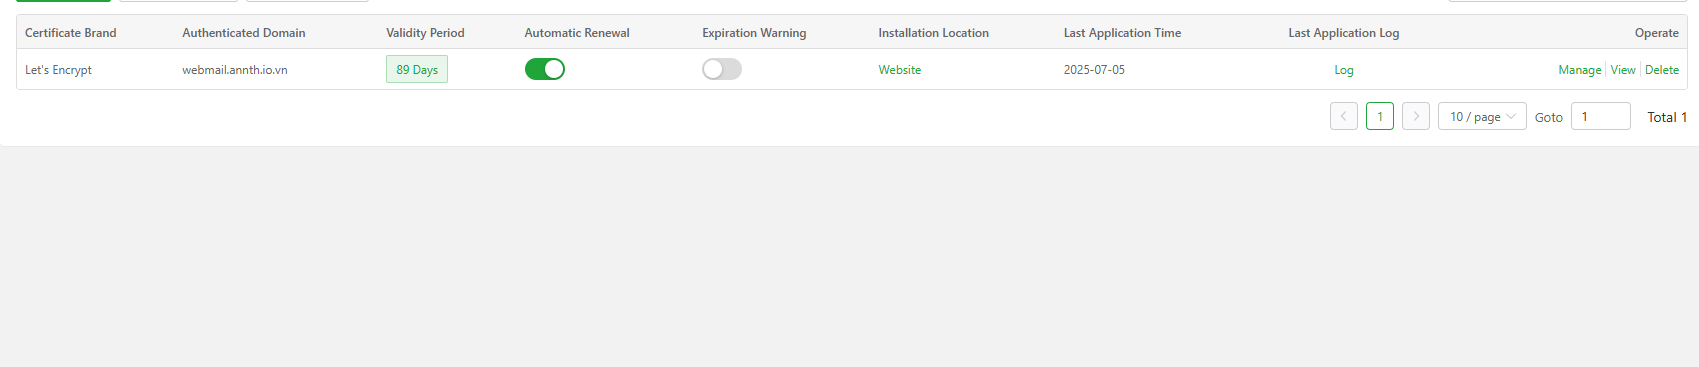 Certificate Brand Authenticated Domain Validity Period Automatic Renewal Expiration Warning Installation Location Last Application Time Last Application Log Operate
Let's Encrypt webmail.annth.io.vn 89 Days Website 2025-07-05 Log Manage View Delete
1 10 / page Goto 1 Total 1